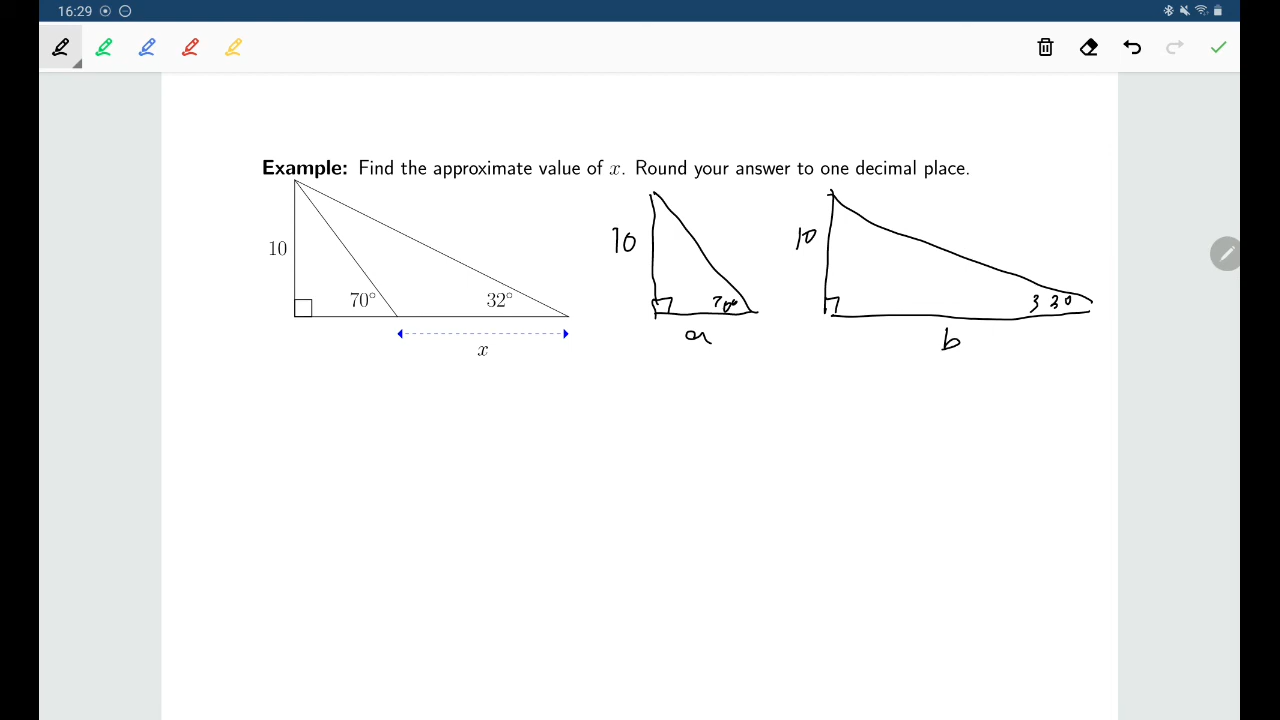 16:29
Example: Find the approximate value of x. Round your answer to one decimal place.
10
70°
32°
x
10
70°
a
10
b